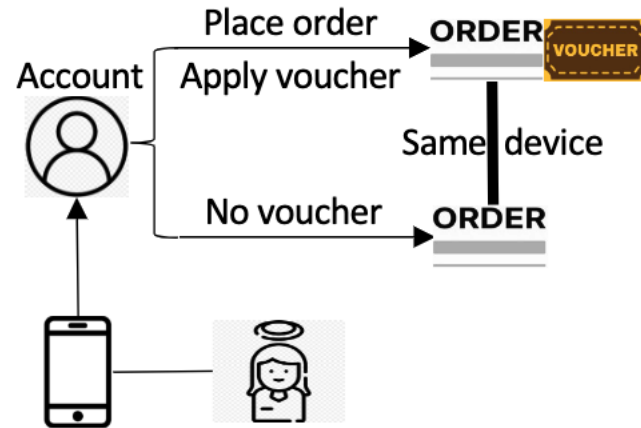 Place order
ORDER
VOUCHER
Account
Apply voucher
Same device
No voucher
ORDER